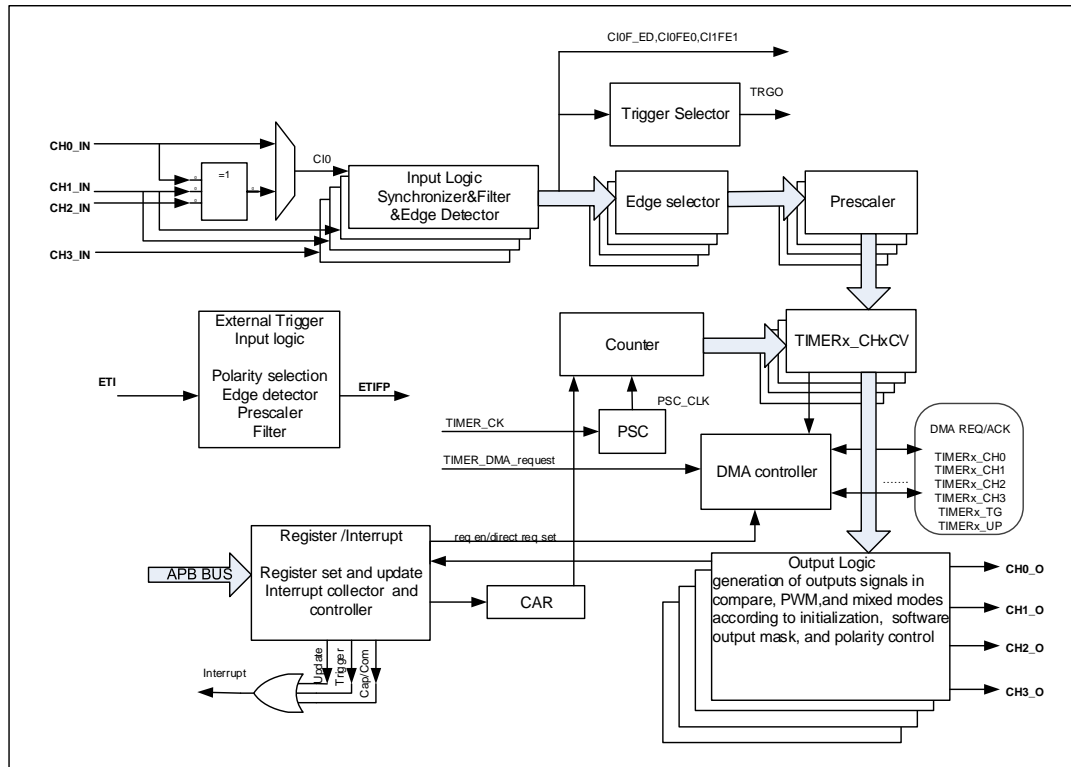 CI0F_ED,CI0FE0,CI1FE1
TRGO
Trigger Selector
CH0_IN
CH1_IN
CH2_IN
CH3_IN
=1
CI0
Input Logic
Synchronizer&Filter
&Edge Detector
Edge selector
Prescaler
External Trigger
Input logic
Polarity selection
Edge detector
Prescaler
Filter
ETI
ETIFP
Counter
TIMERx_CHxCV
PSC_CLK
TIMER_CK
PSC
TIMER_DMA_request
DMA controller
DMA REQ/ACK
TIMERx_CH0
TIMERx_CH1
TIMERx_CH2
TIMERx_CH3
TIMERx_TG
TIMERx_UP
.......
req en/direct req set
APB BUS
Register /Interrupt
Register set and update
Interrupt collector and
controller
CAR
Update
Trigger
Cap/Com
Interrupt
Output Logic
generation of outputs signals in
compare, PWM,and mixed modes
according to initialization, software
output mask, and polarity control
CH0_O
CH1_O
CH2_O
CH3_O